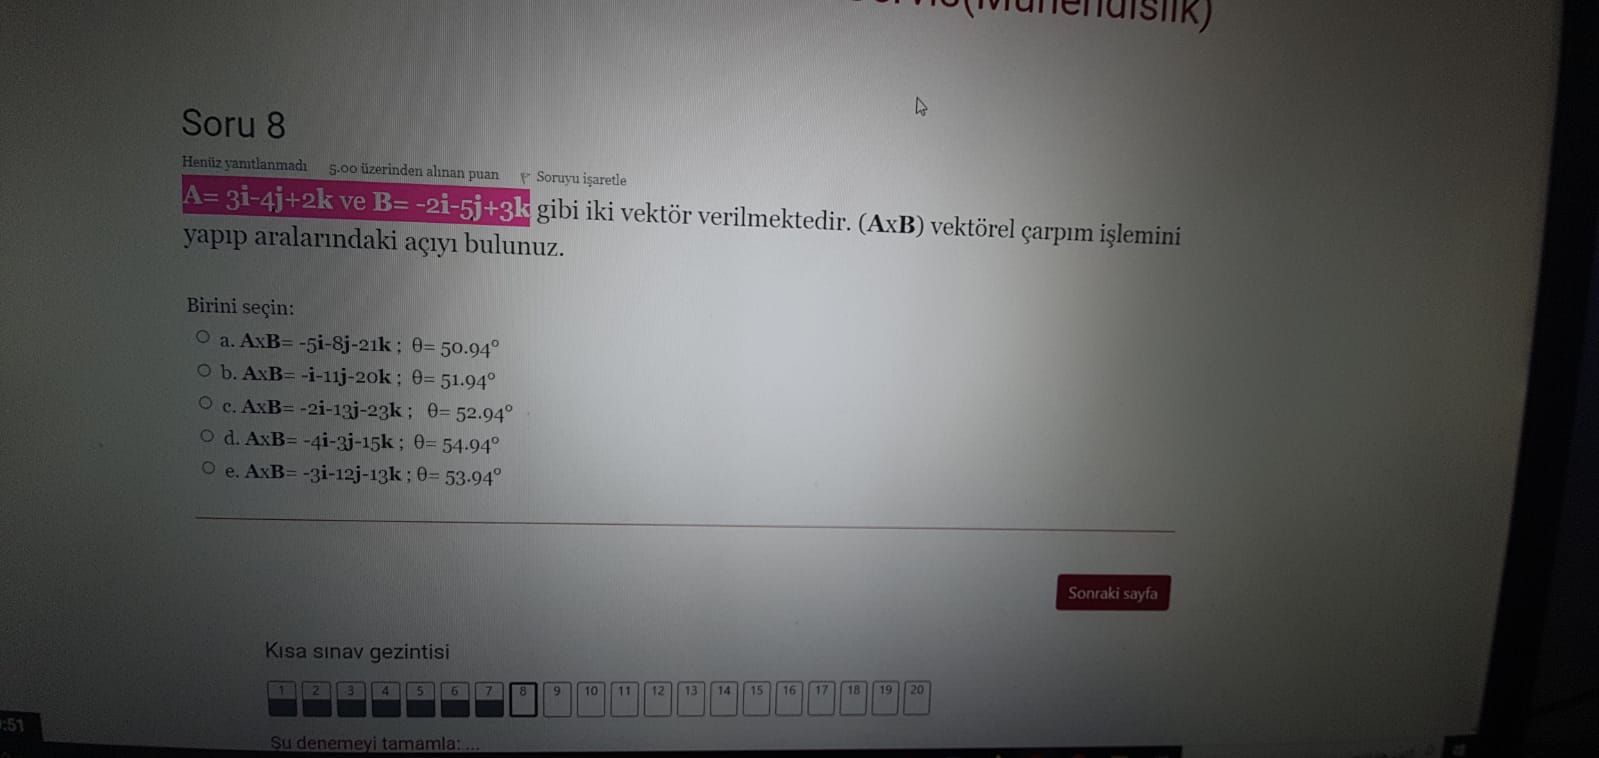 Soru 8
Henüz yanıtlanmadı 5.00 üzerinden alınan puan Soruyu işaretle
A= 3i-4j+2k ve B= -2i-5j+3k gibi iki vektör verilmektedir. (AxB) vektörel çarpım işlemini
yapıp aralarındaki açıyı bulunuz.
Birini seçin:
a. AxB= -5i-8j-21k ; θ= 50.94°
b. AxB= -i-11j-20k ; θ= 51.94°
c. AxB= -2i-13j-23k ; θ= 52.94°
d. AxB= -4i-3j-15k ; θ= 54.94°
e. AxB= -3i-12j-13k ; θ= 53.94°
Sonraki sayfa
Kısa sınav gezintisi
1 2 3 4 5 6 7 8 9 10 11 12 13 14 15 16 17 18 19 20
:51
Şu denemeyi tamamla: ...